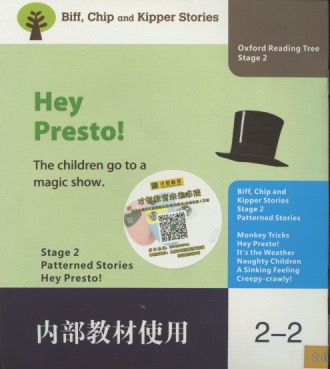 Biff, Chip and Kipper Stories
Oxford Reading Tree
Stage 2
Hey
Presto!
The children go to a
magic show.
Stage 2
Patterned Stories
Hey Presto!
Biff, Chip and
Kipper Stories
Stage 2
Patterned Stories
Monkey Tricks
Hey Presto!
It's the Weather
Naughty Children
A Sinking Feeling
Creepy-crawly!
内部教材使用
2-2